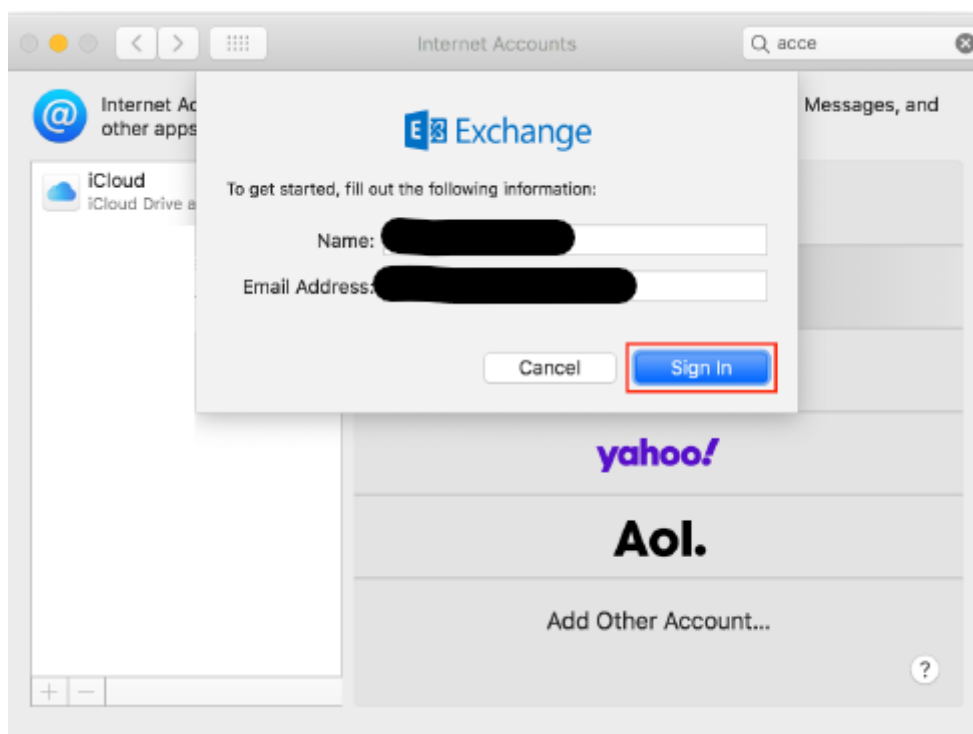 Internet Accounts
acce
Internet Ac
other apps
Messages, and
E Exchange
iCloud
iCloud Drive a
To get started, fill out the following information:
Name:
Email Address:
Cancel
Sign In
yahoo!
Aol.
Add Other Account...
?